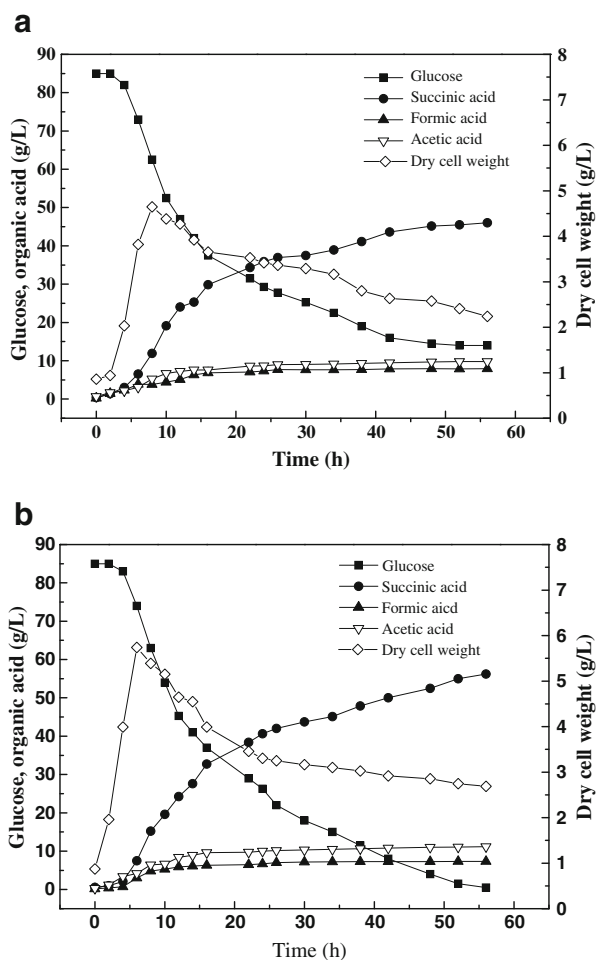 a
90
80
70
60
50
40
30
20
10
0
Glucose, organic acid (g/L)
Glucose
Succinic acid
Formic acid
Acetic acid
Dry cell weight
8
7
6
5
4
3
2
1
0
Dry cell weight (g/L)
0 10 20 30 40 50 60
Time (h)
b
90
80
70
60
50
40
30
20
10
0
Glucose, organic acid (g/L)
Glucose
Succinic acid
Formic aicd
Acetic acid
Dry cell weight
8
7
6
5
4
3
2
1
0
Dry cell weight (g/L)
0 10 20 30 40 50 60
Time (h)